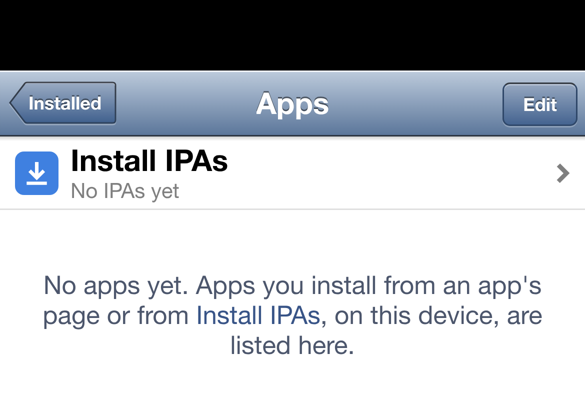 Installed
Apps
Edit
Install IPAs
No IPAs yet
No apps yet. Apps you install from an app's
page or from Install IPAs, on this device, are
listed here.